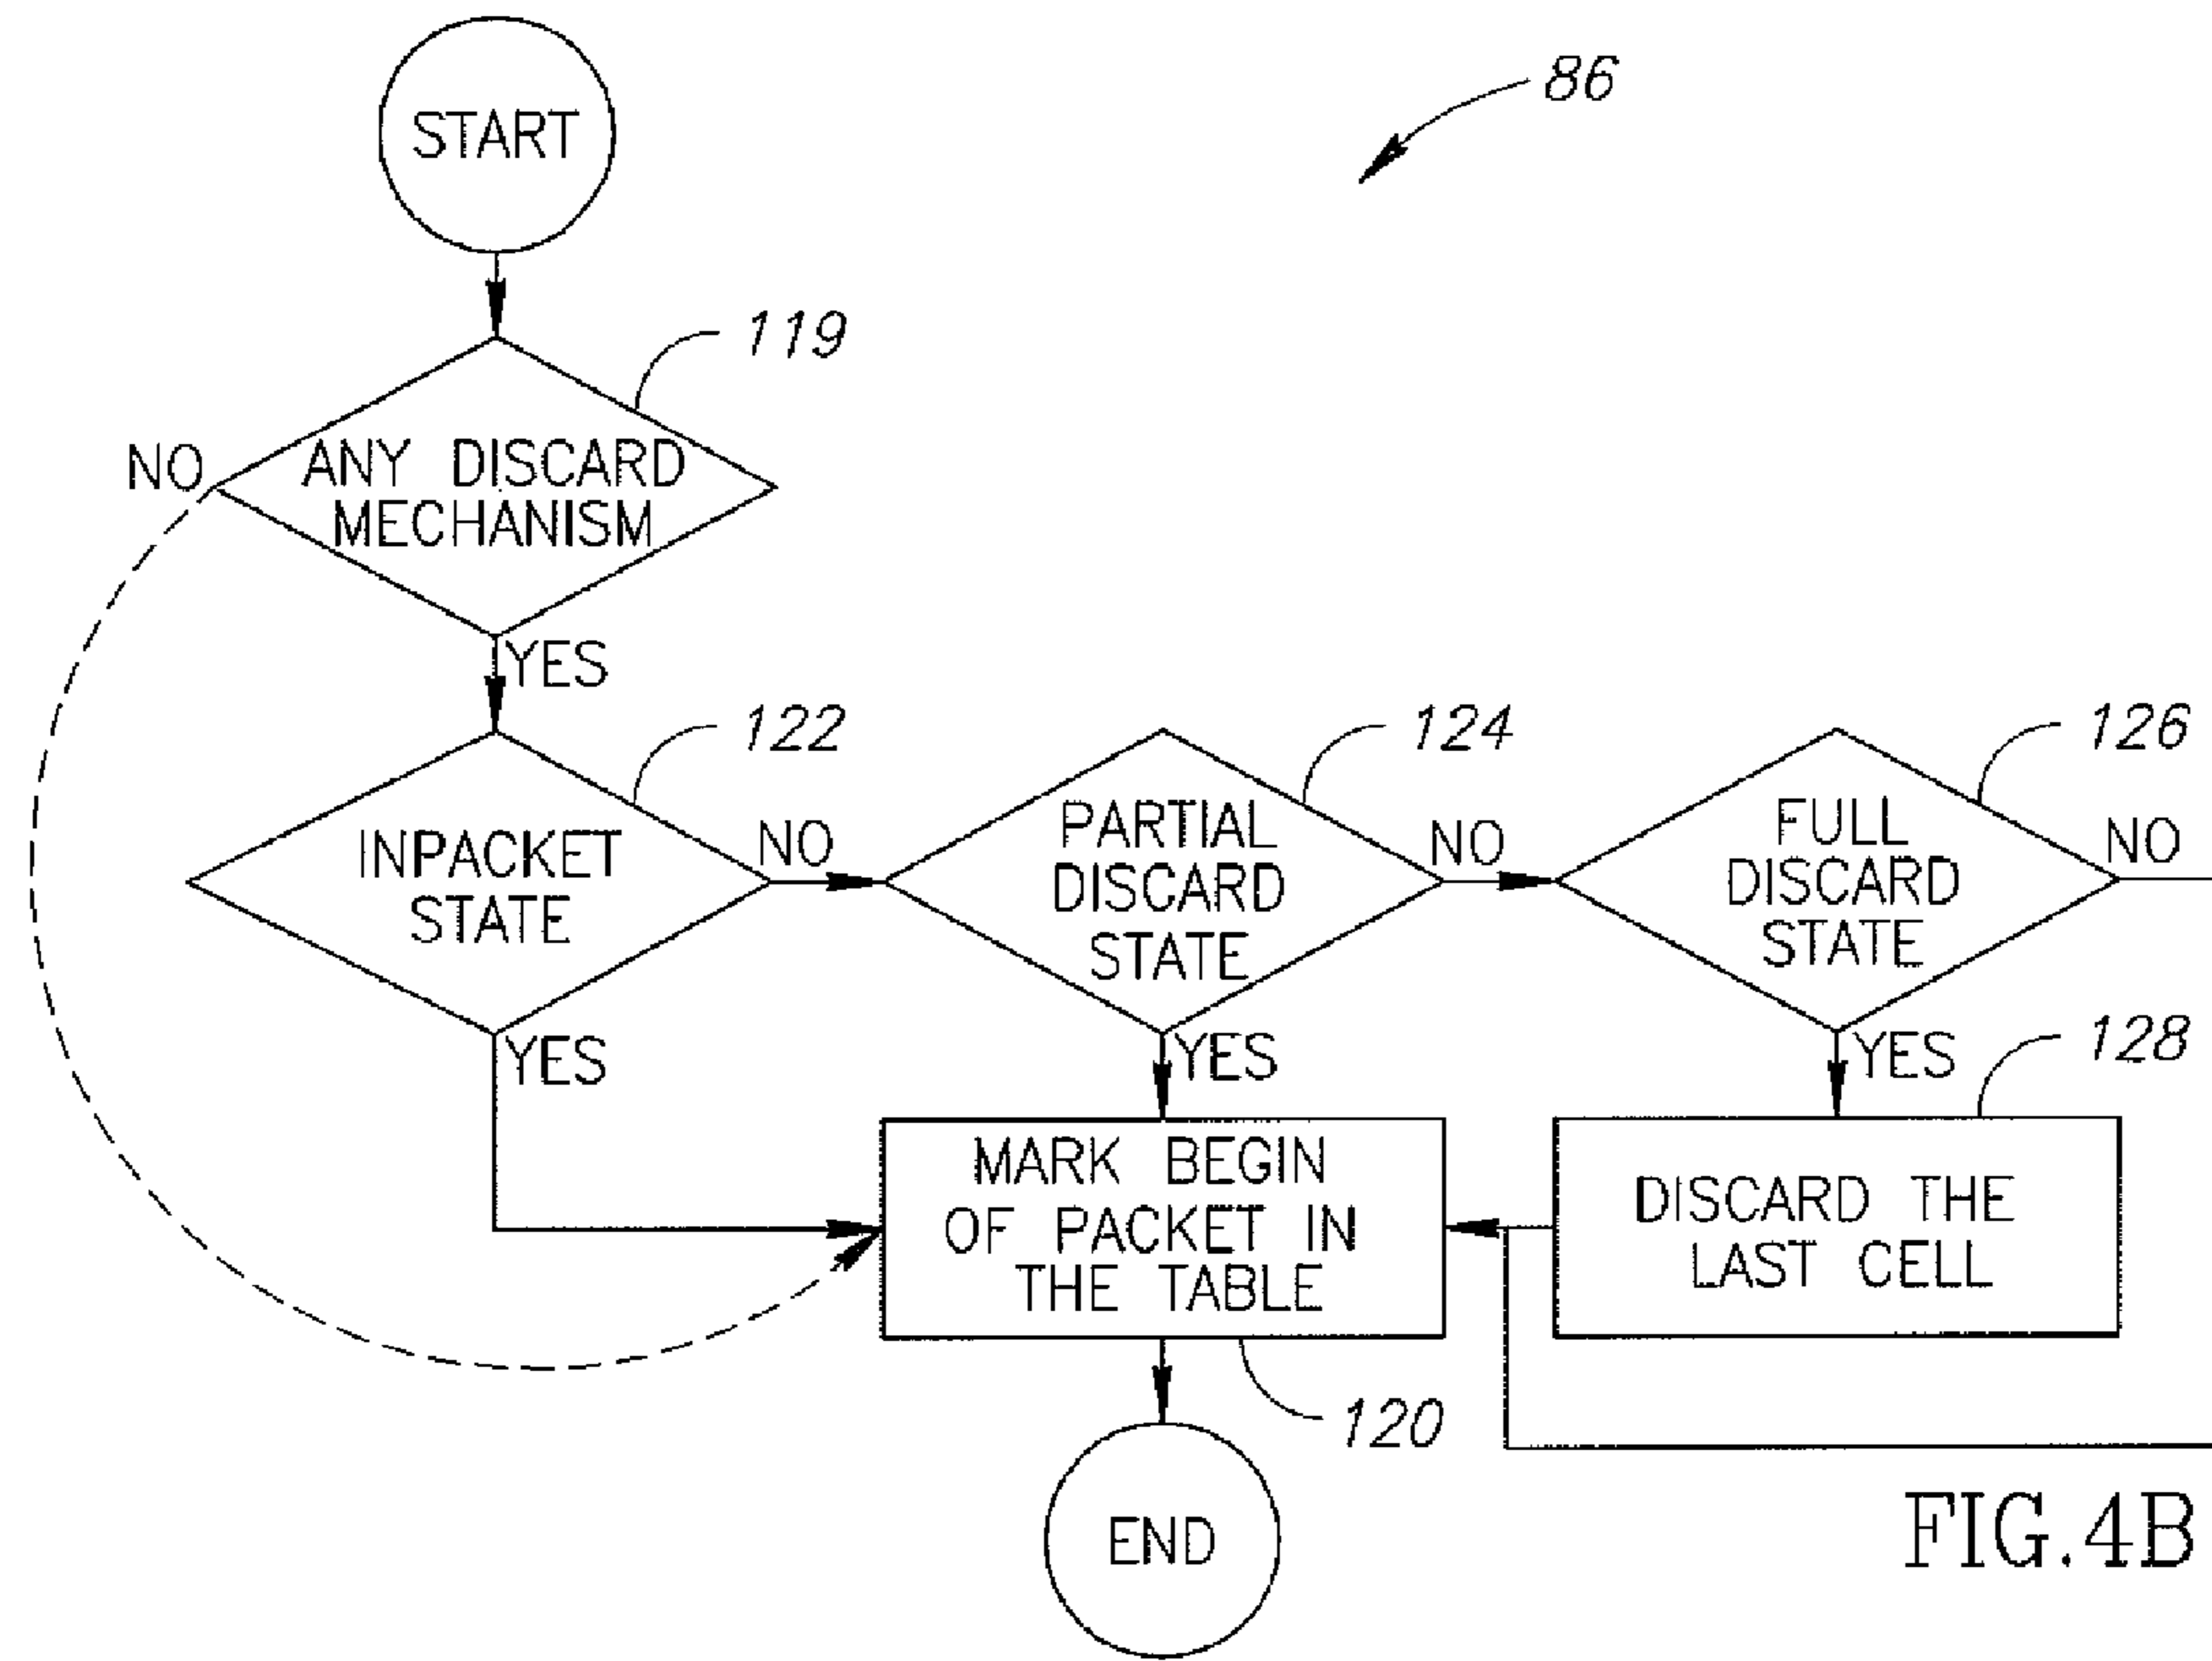 START
86
119
NO
ANY DISCARD
MECHANISM
YES
122
INPACKET
STATE
NO
YES
124
PARTIAL
DISCARD
STATE
NO
YES
126
FULL
DISCARD
STATE
NO
YES
128
MARK BEGIN
OF PACKET IN
THE TABLE
DISCARD THE
LAST CELL
120
END
FIG.4B